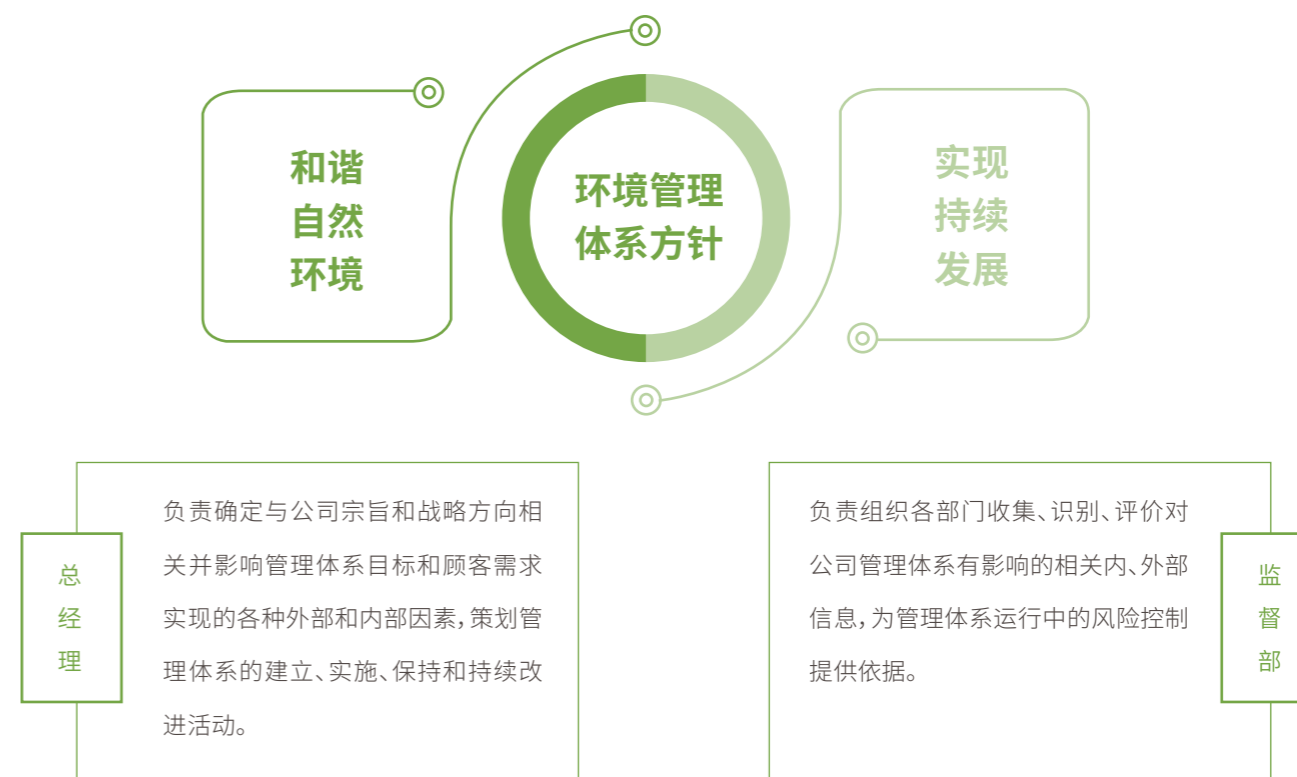 和谐
自然
环境
环境管理
体系方针
实现
持续
发展
总
经
理
负责确定与公司宗旨和战略方向相
关并影响管理体系目标和顾客需求
实现的各种外部和内部因素，策划管
理体系的建立、实施、保持和持续改
进活动。
负责组织各部门收集、识别、评价对
公司管理体系有影响的相关内、外部
信息，为管理体系运行中的风险控制
提供依据。
监
督
部